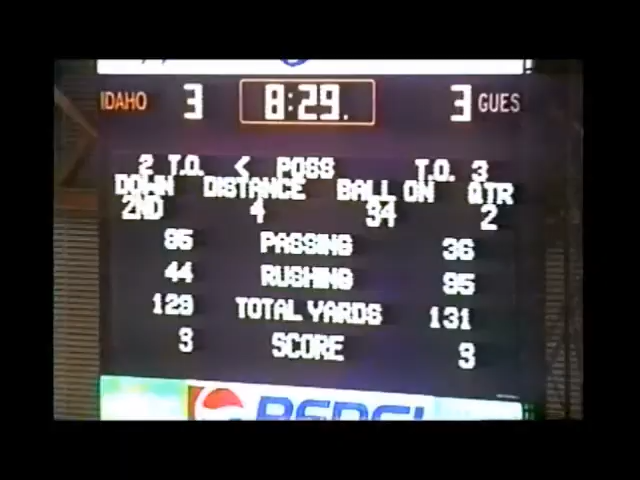 IDAHO 3 8:29. 3 GUES
2 T.O. < POSS T.O. 3
DOWN DISTANCE BALL ON QTR
2ND 4 34 2
85 PASSING 36
44 RUSHING 95
129 TOTAL YARDS 131
3 SCORE 3
PEPSI